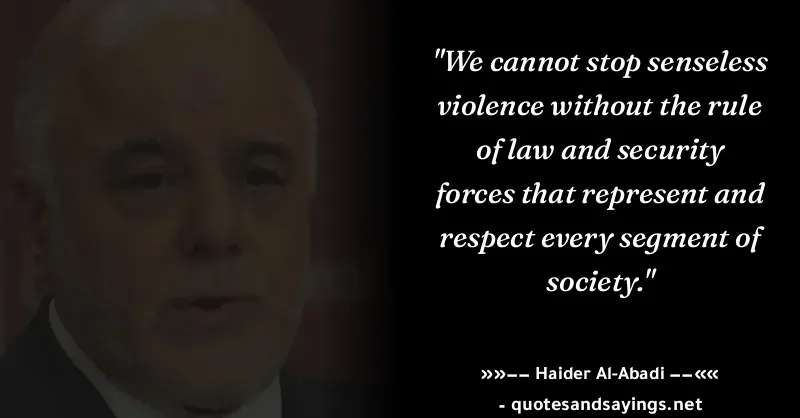 "We cannot stop senseless
violence without the rule
of law and security
forces that represent and
respect every segment of
society."
»»−− Haider Al-Abadi −−««
- quotesandsayings.net